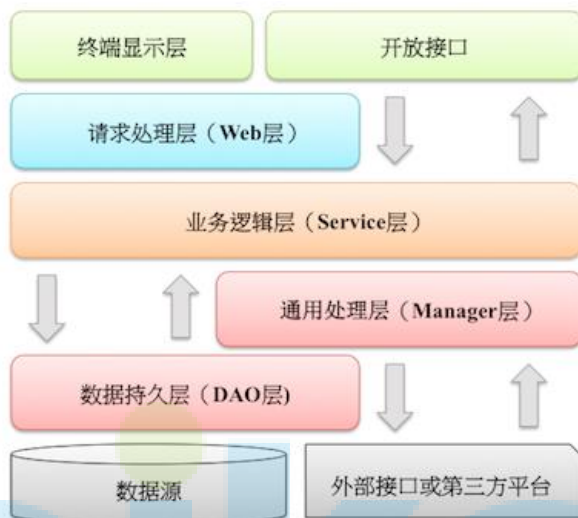 终端显示层
开放接口
请求处理层（Web层）
业务逻辑层（Service层）
通用处理层（Manager层）
数据持久层（DAO层)
数据源
外部接口或第三方平台